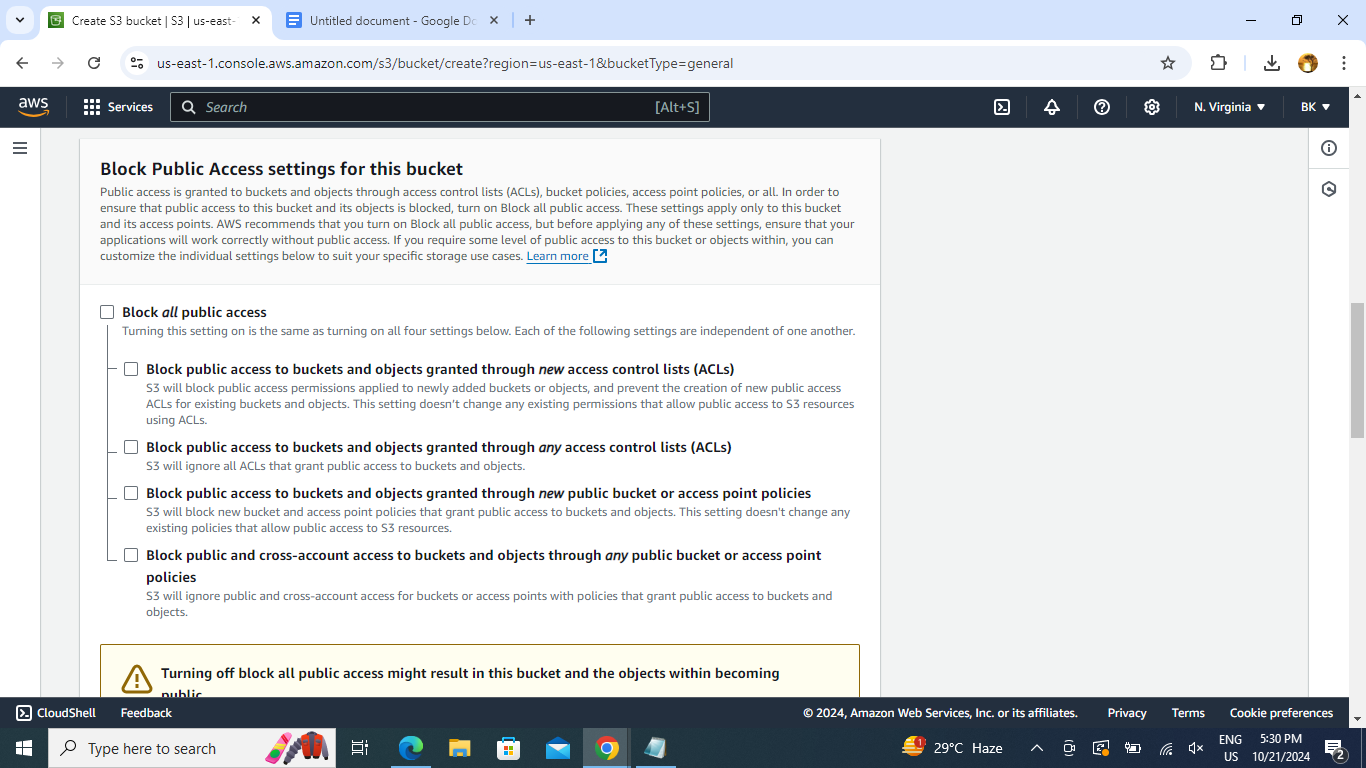 Create S3 bucket | S3 | us-east-
Untitled document - Google Do
us-east-1.console.aws.amazon.com/s3/bucket/create?region=us-east-1&bucketType=general
aws
Services
Search
[Alt+S]
N. Virginia
BK
Block Public Access settings for this bucket
Public access is granted to buckets and objects through access control lists (ACLs), bucket policies, access point policies, or all. In order to
ensure that public access to this bucket and its objects is blocked, turn on Block all public access. These settings apply only to this bucket
and its access points. AWS recommends that you turn on Block all public access, but before applying any of these settings, ensure that your
applications will work correctly without public access. If you require some level of public access to this bucket or objects within, you can
customize the individual settings below to suit your specific storage use cases. Learn more
Block all public access
Turning this setting on is the same as turning on all four settings below. Each of the following settings are independent of one another.
Block public access to buckets and objects granted through new access control lists (ACLs)
S3 will block public access permissions applied to newly added buckets or objects, and prevent the creation of new public access
ACLs for existing buckets and objects. This setting doesn't change any existing permissions that allow public access to S3 resources
using ACLs.
Block public access to buckets and objects granted through any access control lists (ACLs)
S3 will ignore all ACLs that grant public access to buckets and objects.
Block public access to buckets and objects granted through new public bucket or access point policies
S3 will block new bucket and access point policies that grant public access to buckets and objects. This setting doesn't change any
existing policies that allow public access to S3 resources.
Block public and cross-account access to buckets and objects through any public bucket or access point
policies
S3 will ignore public and cross-account access for buckets or access points with policies that grant public access to buckets and
objects.
Turning off block all public access might result in this bucket and the objects within becoming
public
CloudShell
Feedback
© 2024, Amazon Web Services, Inc. or its affiliates.
Privacy
Terms
Cookie preferences
Type here to search
1
29°C Haze
ENG
US
5:30 PM
10/21/2024
2